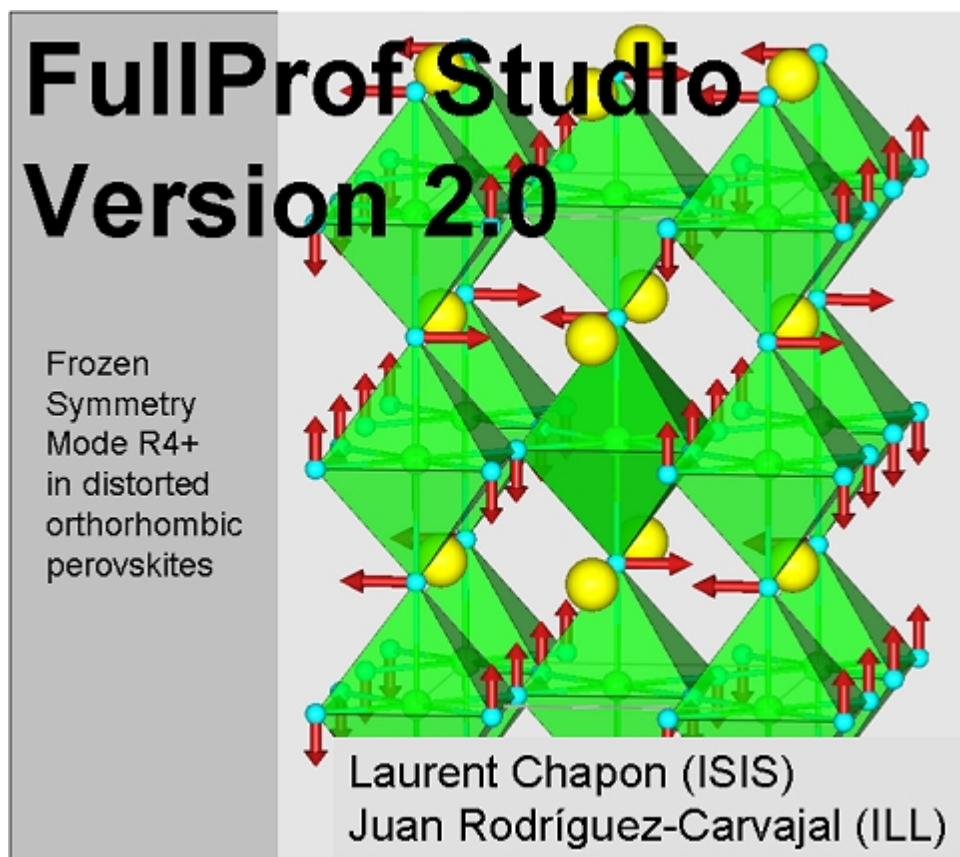 FullProf Studio
Version 2.0
Frozen
Symmetry
Mode R4+
in distorted
orthorhombic
perovskites
Laurent Chapon (ISIS)
Juan Rodríguez-Carvajal (ILL)